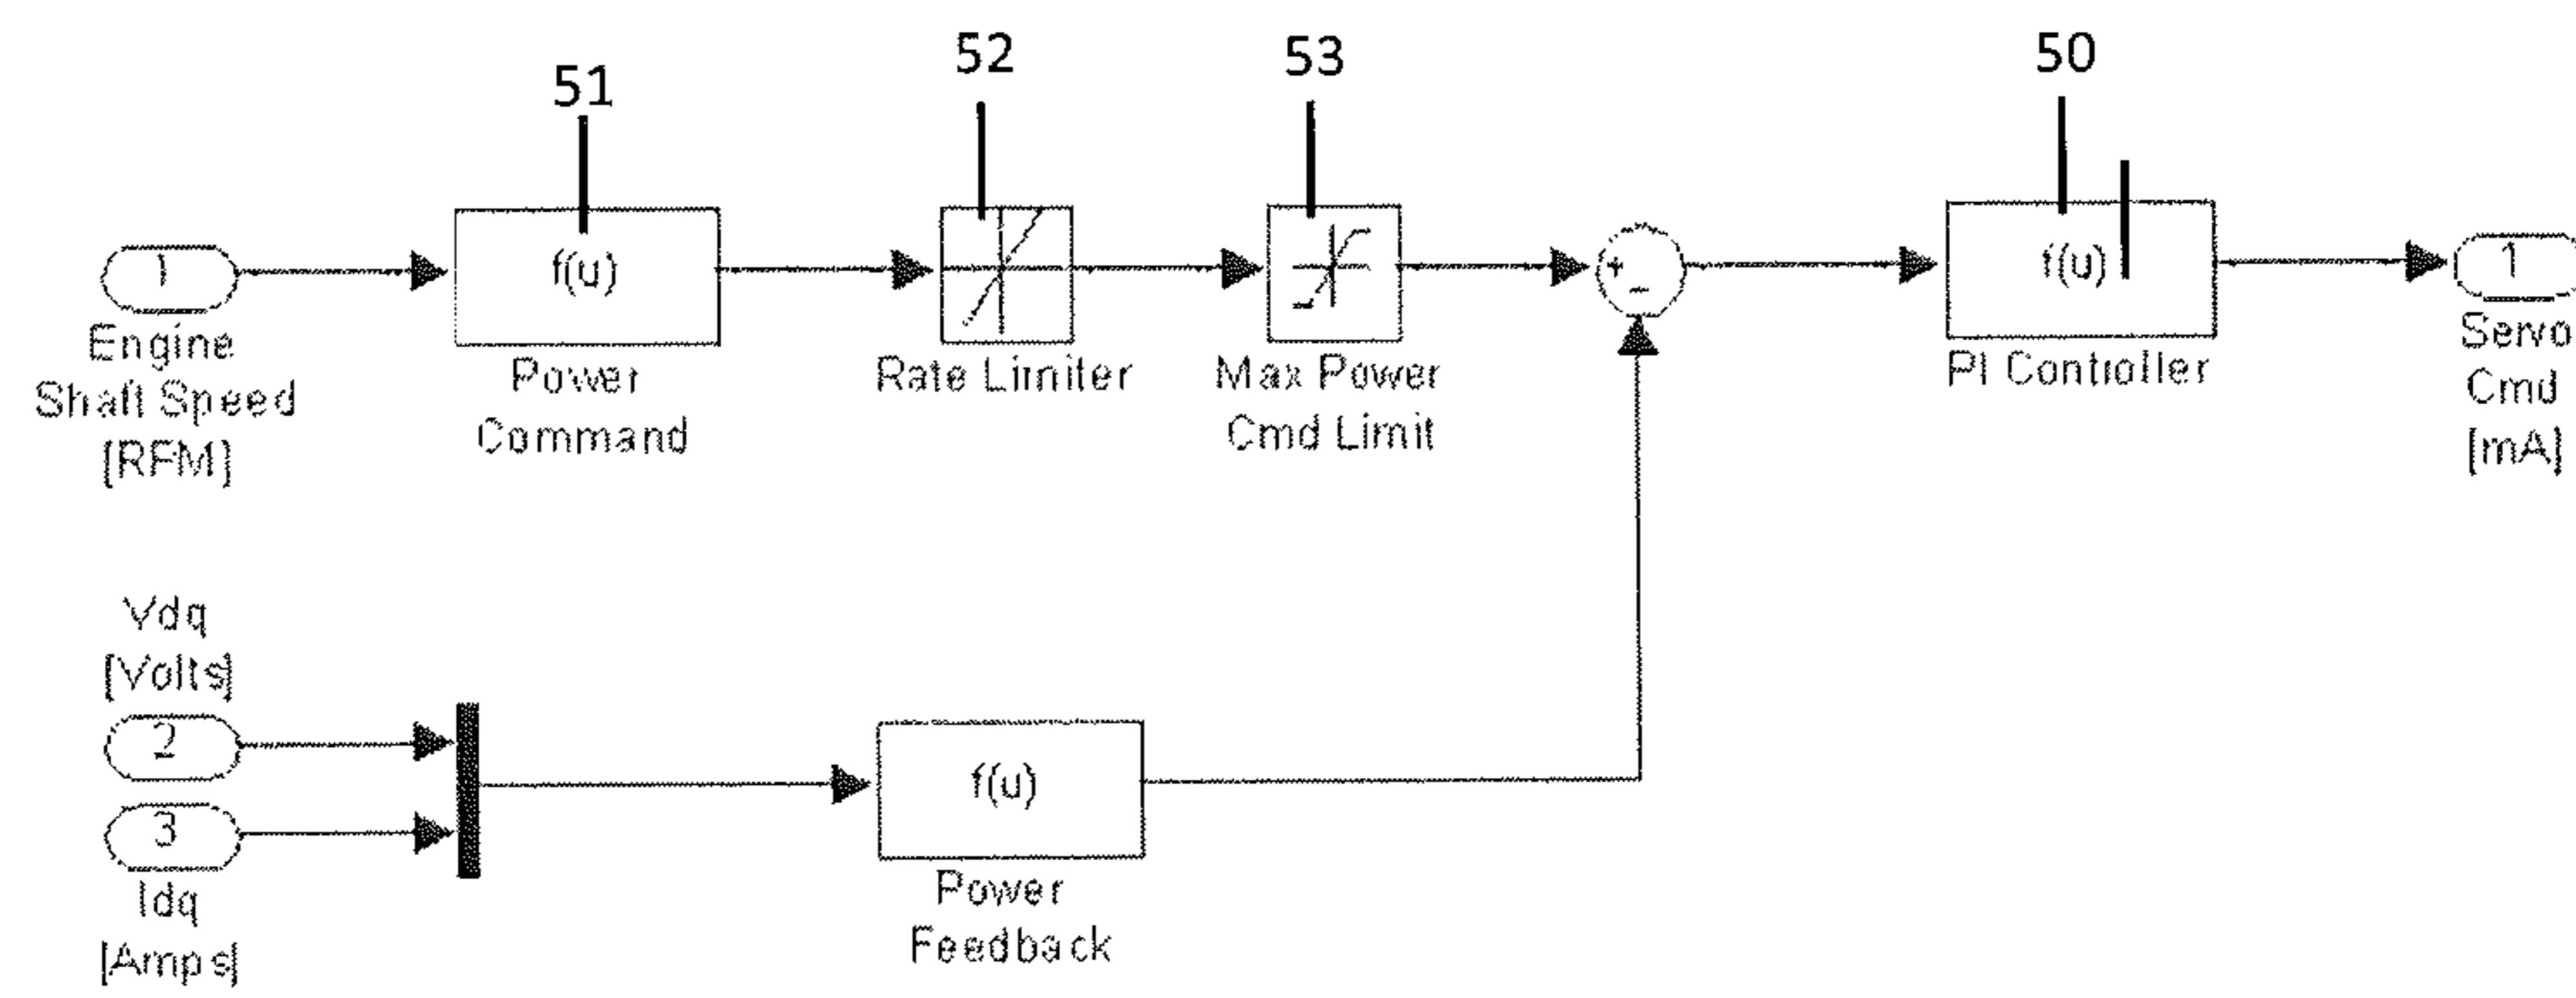 51
52
53
50
1
f(u)
+
-
f(u)
1
Engine
Shaft Speed
[RPM]
Power
Command
Rate Limiter
Max Power
Cmd Limit
PI Controller
Servo
Cmd
[mA]
Vdq
[Volts]
2
3
Idq
[Amps]
f(u)
Power
Feedback